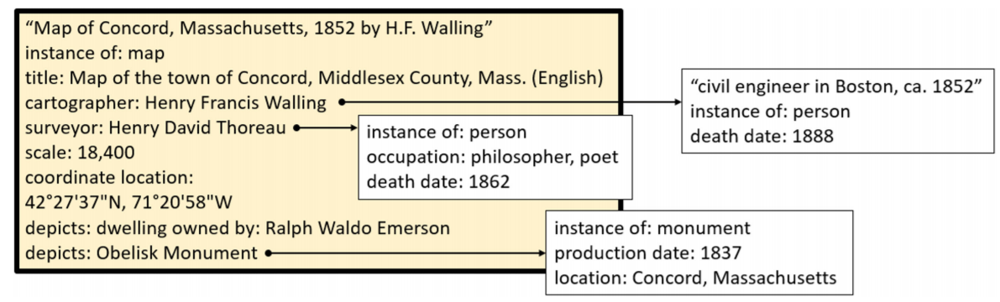 “Map of Concord, Massachusetts, 1852 by H.F. Walling”
instance of: map
title: Map of the town of Concord, Middlesex County, Mass. (English)
cartographer: Henry Francis Walling
surveyor: Henry David Thoreau
scale: 18,400
coordinate location:
42°27'37"N, 71°20'58"W
depicts: dwelling owned by: Ralph Waldo Emerson
depicts: Obelisk Monument
“civil engineer in Boston, ca. 1852”
instance of: person
death date: 1888
instance of: person
occupation: philosopher, poet
death date: 1862
instance of: monument
production date: 1837
location: Concord, Massachusetts